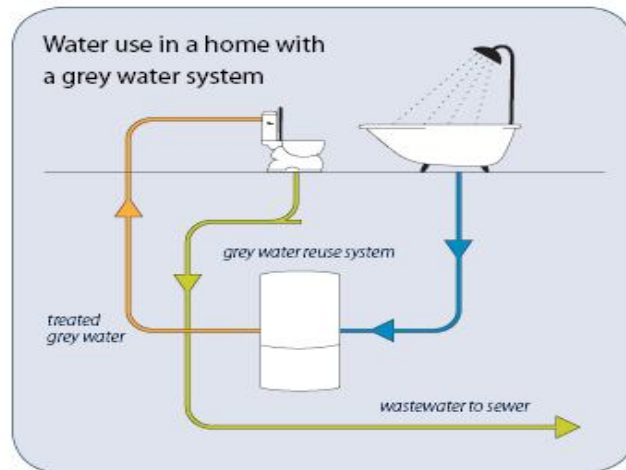 Water use in a home with
a grey water system
grey water reuse system
treated
grey water
wastewater to sewer